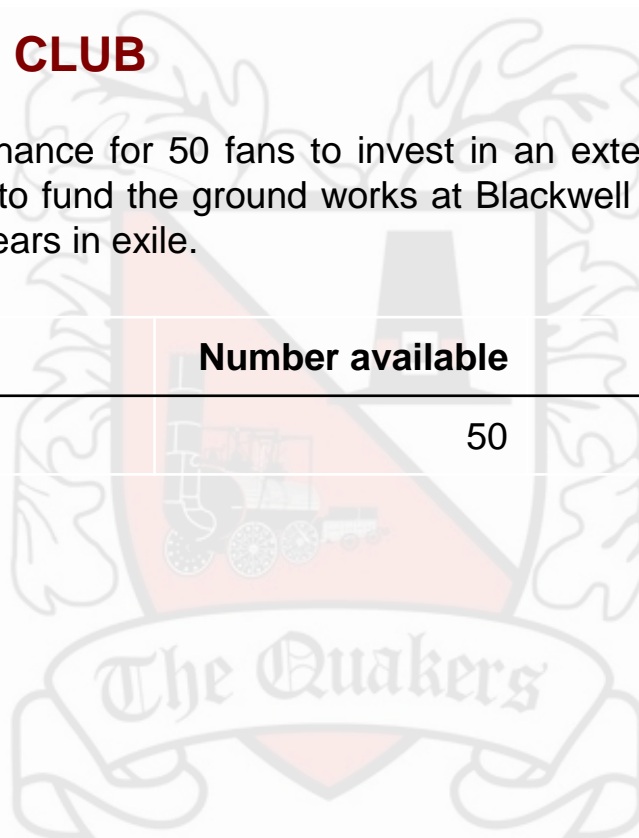 CLUB
nance for 50 fans to invest in an exte
to fund the ground works at Blackwell
ears in exile.
Number available
50
The Quakers